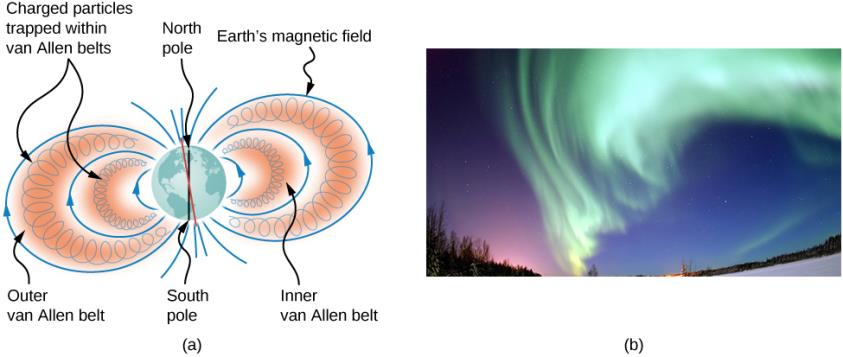 Charged particles
trapped within
van Allen belts
North
pole
Earth's magnetic field
Outer
van Allen belt
South
pole
Inner
van Allen belt
(a)
(b)